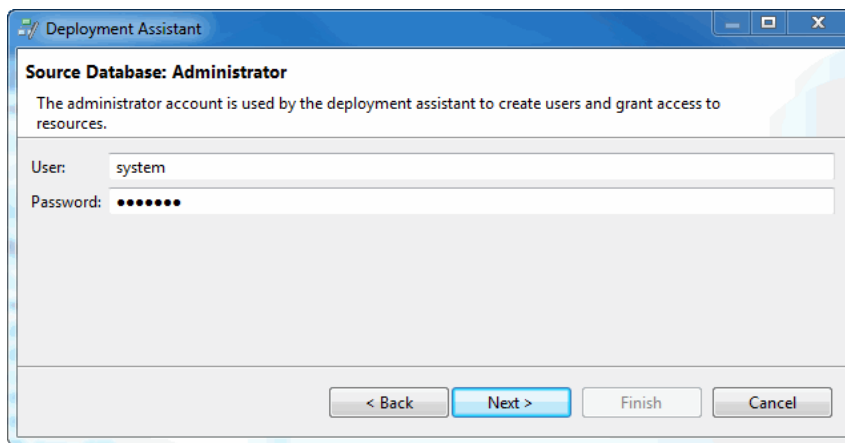 Deployment Assistant
Source Database: Administrator
The administrator account is used by the deployment assistant to create users and grant access to
resources.
User: system
Password: •••••••
< Back Next > Finish Cancel